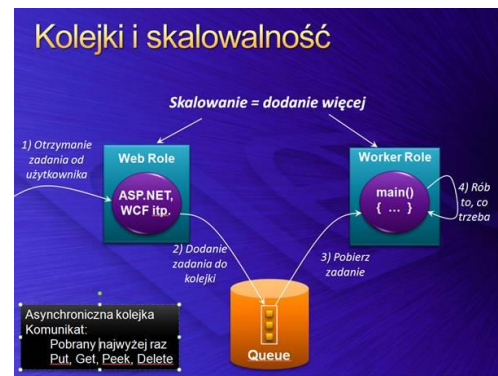 Kolejki i skalowalność
Skalowanie = dodanie więcej
1) Otrzymanie
zadania od
użytkownika
Web Role
ASP.NET,
WCF itp.
Worker Role
main()
{ ... }
4) Rób
to, co
trzeba
2) Dodanie
zadania do
kolejki
3) Pobierz
zadanie
Asynchroniczna kolejka
Komunikat:
Pobrany najwyżej raz
Put, Get, Peek, Delete
Queue